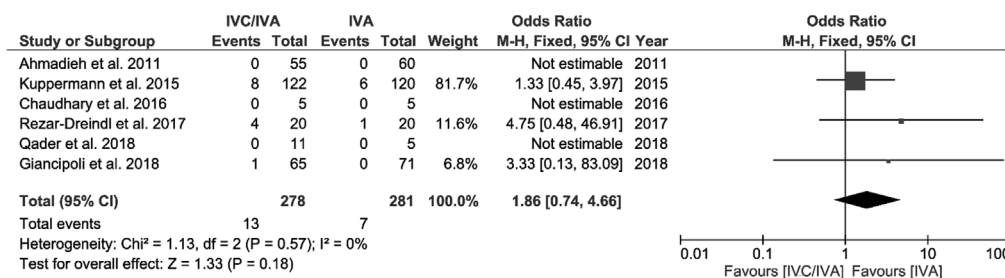 IVC/IVA IVA Odds Ratio Odds Ratio
Study or Subgroup Events Total Events Total Weight M-H, Fixed, 95% CI Year M-H, Fixed, 95% CI
Ahmadieh et al. 2011 0 55 0 60 Not estimable 2011
Kuppermann et al. 2015 8 122 6 120 81.7% 1.33 [0.45, 3.97] 2015
Chaudhary et al. 2016 0 5 0 5 Not estimable 2016
Rezar-Dreindl et al. 2017 4 20 1 20 11.6% 4.75 [0.48, 46.91] 2017
Qader et al. 2018 0 11 0 5 Not estimable 2018
Giancipoli et al. 2018 1 65 0 71 6.8% 3.33 [0.13, 83.09] 2018
Total (95% CI) 278 281 100.0% 1.86 [0.74, 4.66]
Total events 13 7
Heterogeneity: Chi² = 1.13, df = 2 (P = 0.57); I² = 0%
Test for overall effect: Z = 1.33 (P = 0.18)
0.01 0.1 1 10 100
Favours [IVC/IVA] Favours [IVA]